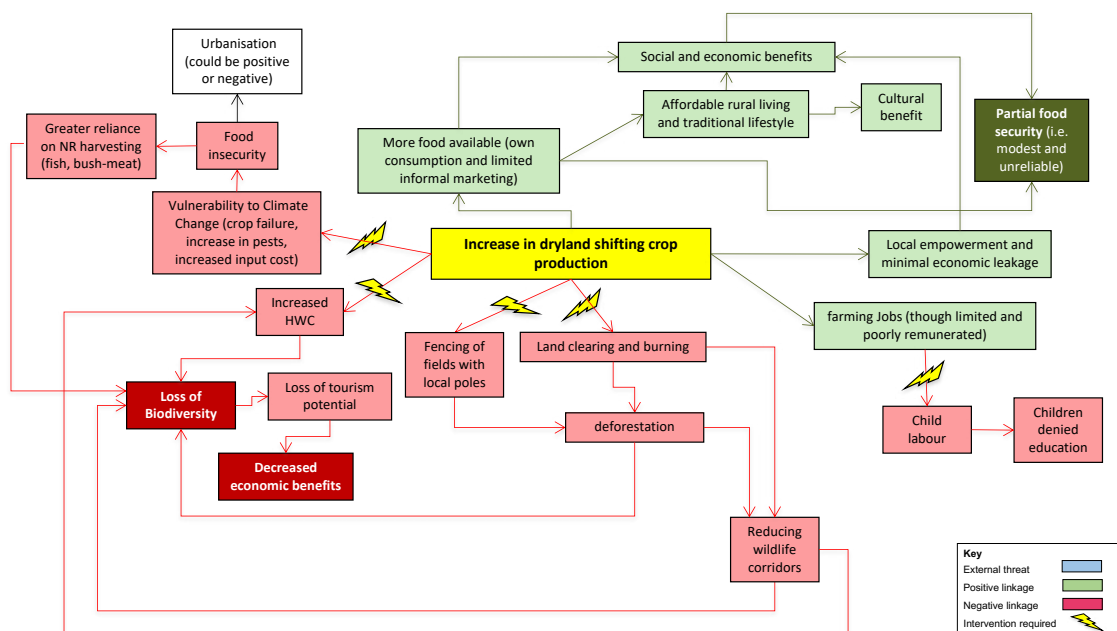 Urbanisation
(could be positive
or negative)
Social and economic benefits
Greater reliance
on NR harvesting
(fish, bush-meat)
Food
insecurity
More food available (own
consumption and limited
informal marketing)
Affordable rural living
and traditional lifestyle
Cultural
benefit
Partial food
security (i.e.
modest and
unreliable)
Vulnerability to Climate
Change (crop failure,
increase in pests,
increased input cost)
Increase in dryland shifting crop
production
Local empowerment and
minimal economic leakage
Increased
HWC
Fencing of
fields with
local poles
Land clearing and burning
farming Jobs (though limited and
poorly remunerated)
Loss of
Biodiversity
Loss of tourism
potential
deforestation
Child
labour
Children
denied
education
Decreased
economic benefits
Reducing
wildlife
corridors
Key
External threat
Positive linkage
Negative linkage
Intervention required